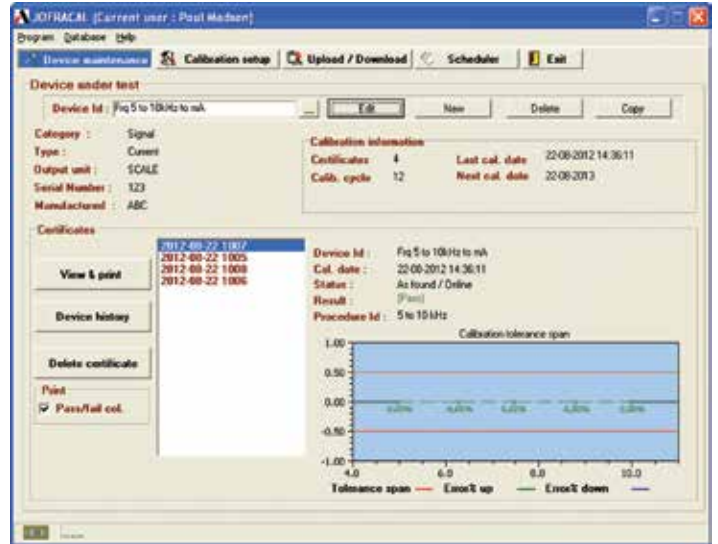 JOFRACAL (Current user : Poul Madsen)
Program Database Help
Device maintenance Calibration setup Upload / Download Scheduler Exit
Device under test
Device Id : Frq 5 to 10kHz to mA ... Edit New Delete Copy
Category : Signal
Type : Current
Output unit : SCALE
Serial Number : 123
Manufactured : ABC
Calibration information
Certificates 4 Last cal. date 22-08-2012 14:36:11
Calib. cycle 12 Next cal. date 22-08-2013
Certificates
View & print
Device history
Delete certificate
Print
Pass/fail col.
2012-08-22 1007
2012-08-22 1005
2012-08-22 1008
2012-08-22 1006
Device Id : Frq 5 to 10kHz to mA
Cal. date : 22-08-2012 14:36:11
Status : As found / Online
Result : (Pass)
Procedure Id : 5 to 10 kHz
Calibration tolerance span
1.00
0.50
0.00
-0.50
-1.00
4.0 6.0 8.0 10.0
Tolerance span Error% up Error% down